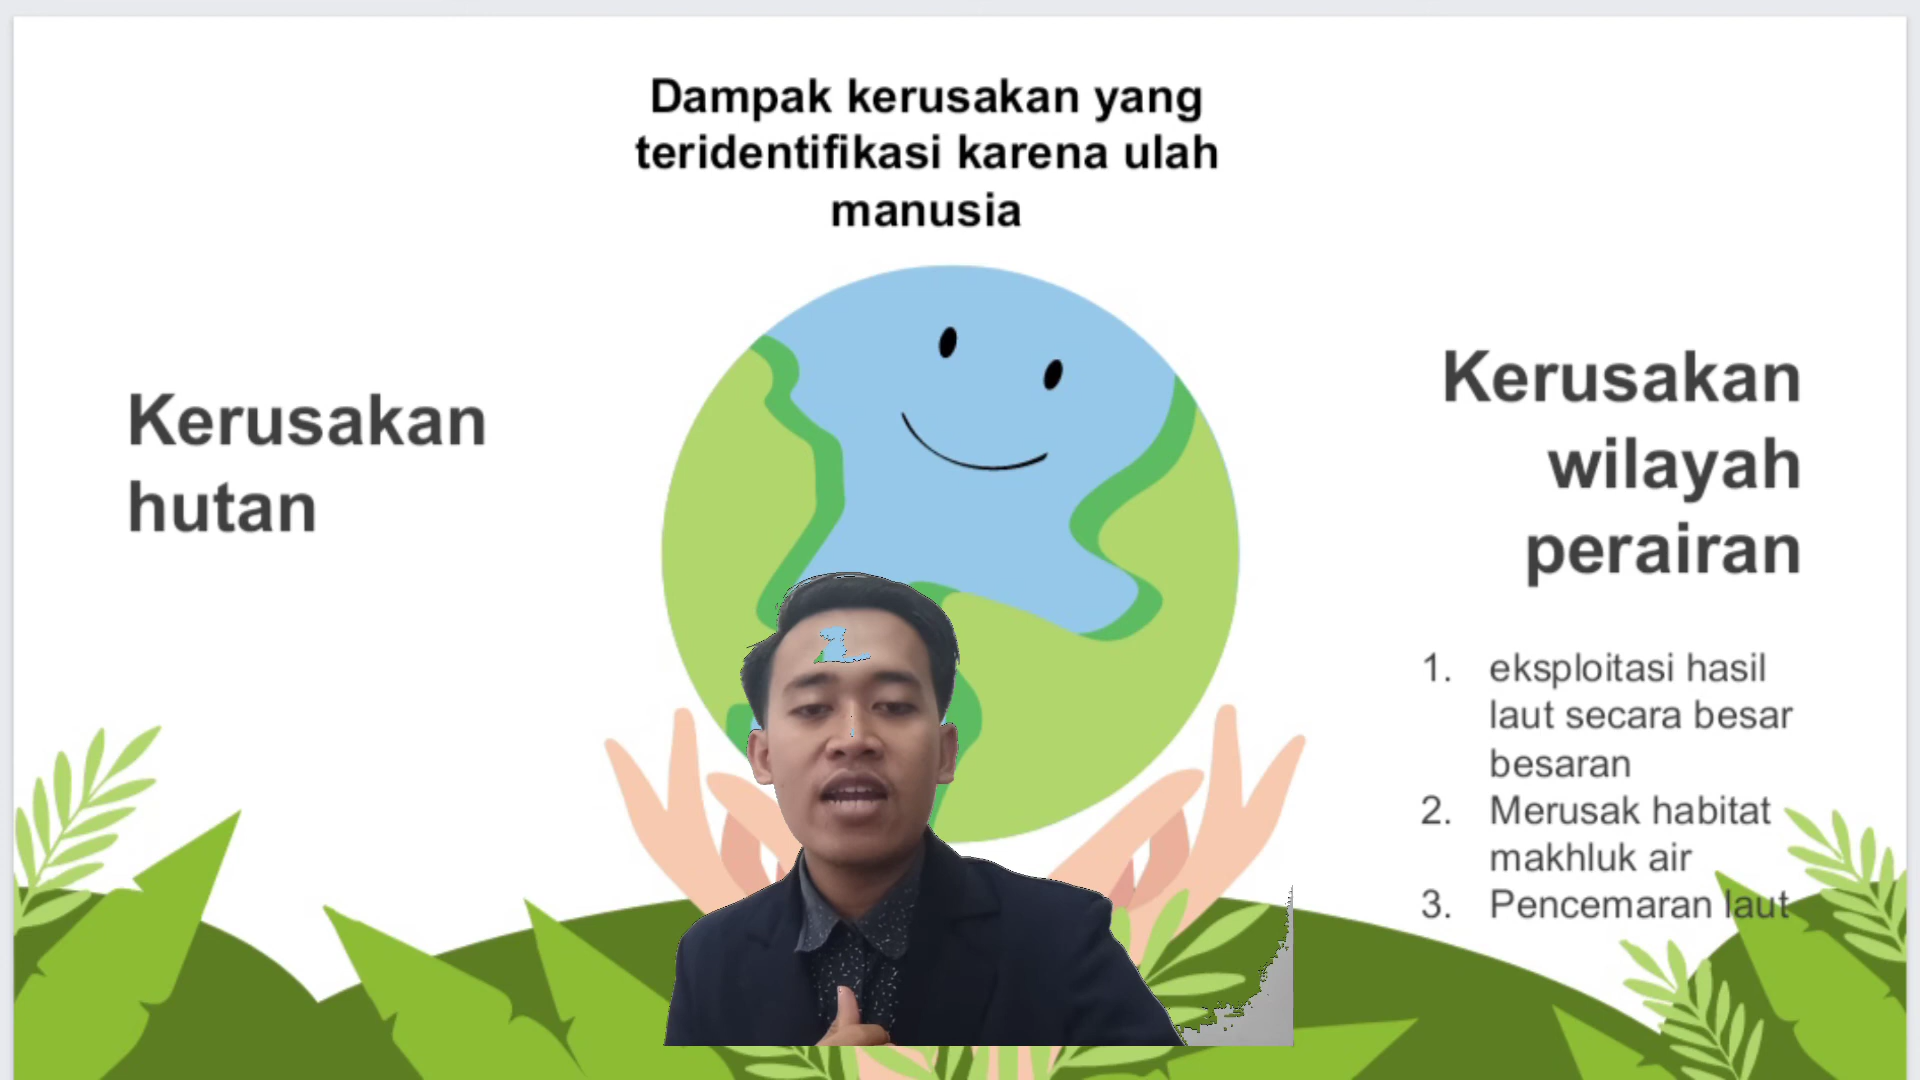 Dampak kerusakan yang
teridentifikasi karena ulah
manusia
Kerusakan
hutan
Kerusakan
wilayah
perairan
1. eksploitasi hasil
laut secara besar
besaran
2. Merusak habitat
makhluk air
3. Pencemaran laut